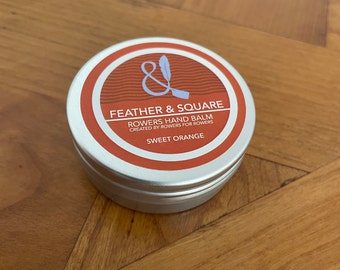 &
FEATHER & SQUARE
ROWERS HAND BALM
CREATED BY ROWERS FOR ROWERS
SWEET ORANGE